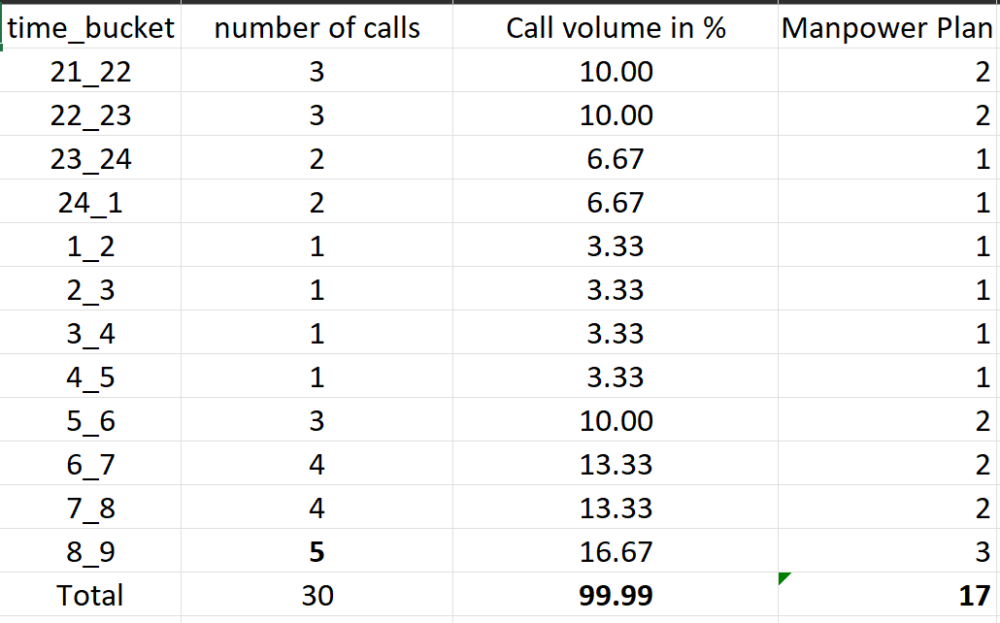 time_bucket number of calls Call volume in % Manpower Plan
21_22 3 10.00 2
22_23 3 10.00 2
23_24 2 6.67 1
24_1 2 6.67 1
1_2 1 3.33 1
2_3 1 3.33 1
3_4 1 3.33 1
4_5 1 3.33 1
5_6 3 10.00 2
6_7 4 13.33 2
7_8 4 13.33 2
8_9 5 16.67 3
Total 30 99.99 17